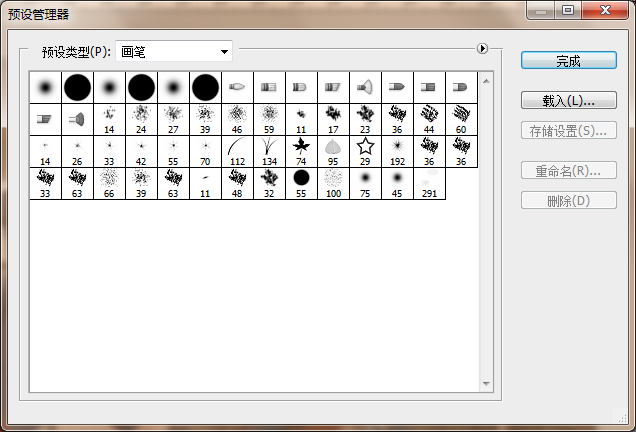 预设管理器
预设类型(P): 画笔
完成
载入(L)...
存储设置(S)...
重命名(R)...
删除(D)
14 24 27 39 46 59 11 17 23 36 44 60
14 26 33 42 55 70 112 134 74 95 29 192 36 36
33 63 66 39 63 11 48 32 55 100 75 45 291